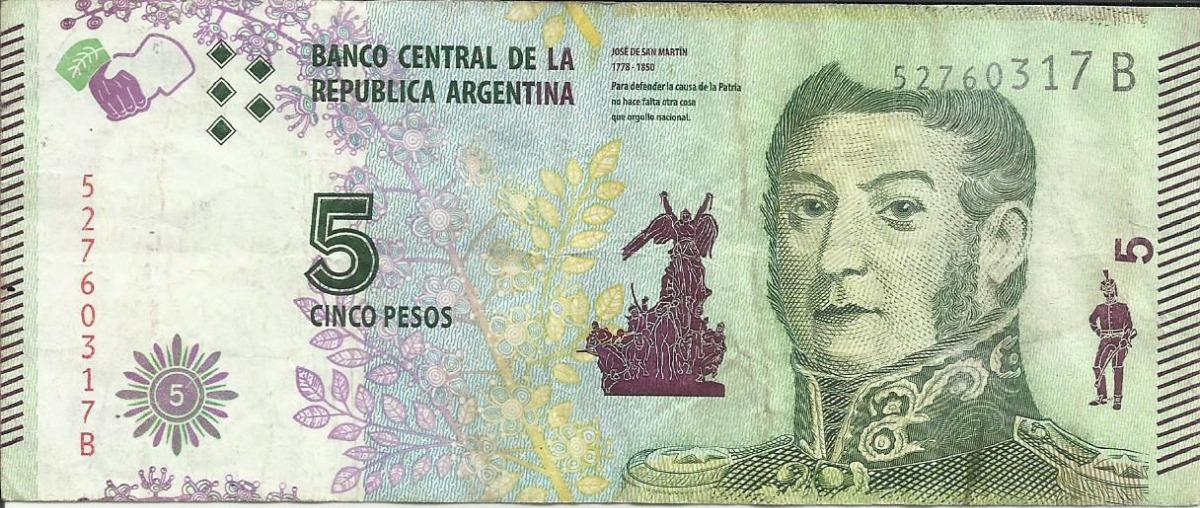 BANCO CENTRAL DE LA
REPUBLICA ARGENTINA
JOSÉ DE SAN MARTÍN
1778 - 1850
Para defender la causa de la Patria
no hace falta otra cosa
que orgullo nacional.
52760317 B
52760317B
5
CINCO PESOS
5
5